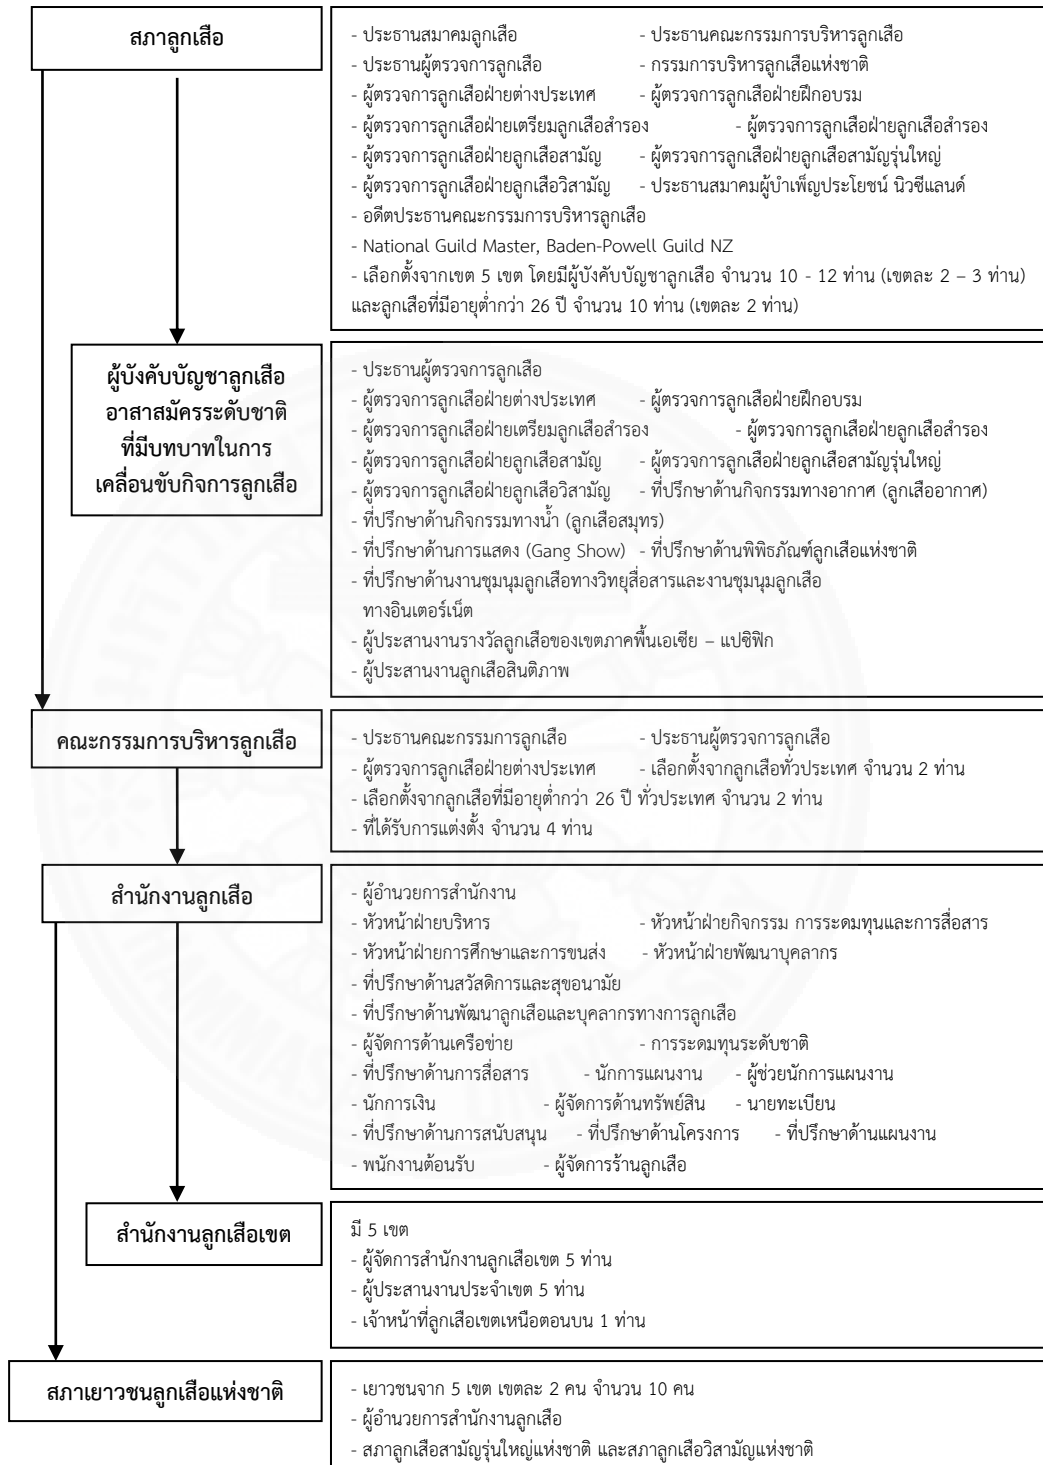 สภาลูกเสือ
- ประธานสมาคมลูกเสือ - ประธานคณะกรรมการบริหารลูกเสือ
- ประธานผู้ตรวจการลูกเสือ - กรรมการบริหารลูกเสือแห่งชาติ
- ผู้ตรวจการลูกเสือฝ่ายต่างประเทศ - ผู้ตรวจการลูกเสือฝ่ายฝึกอบรม
- ผู้ตรวจการลูกเสือฝ่ายเตรียมลูกเสือสำรอง - ผู้ตรวจการลูกเสือฝ่ายลูกเสือสำรอง
- ผู้ตรวจการลูกเสือฝ่ายลูกเสือสามัญ - ผู้ตรวจการลูกเสือฝ่ายลูกเสือสามัญรุ่นใหญ่
- ผู้ตรวจการลูกเสือฝ่ายลูกเสือวิสามัญ - ประธานสมาคมผู้บำเพ็ญประโยชน์ นิวซีแลนด์
- อดีตประธานคณะกรรมการบริหารลูกเสือ
- National Guild Master, Baden-Powell Guild NZ
- เลือกตั้งจากเขต 5 เขต โดยมีผู้บังคับบัญชาลูกเสือ จำนวน 10 - 12 ท่าน (เขตละ 2 – 3 ท่าน)
และลูกเสือที่มีอายุต่ำกว่า 26 ปี จำนวน 10 ท่าน (เขตละ 2 ท่าน)
ผู้บังคับบัญชาลูกเสือ
อาสาสมัครระดับชาติ
ที่มีบทบาทในการ
เคลื่อนขับกิจการลูกเสือ
- ประธานผู้ตรวจการลูกเสือ
- ผู้ตรวจการลูกเสือฝ่ายต่างประเทศ - ผู้ตรวจการลูกเสือฝ่ายฝึกอบรม
- ผู้ตรวจการลูกเสือฝ่ายเตรียมลูกเสือสำรอง - ผู้ตรวจการลูกเสือฝ่ายลูกเสือสำรอง
- ผู้ตรวจการลูกเสือฝ่ายลูกเสือสามัญ - ผู้ตรวจการลูกเสือฝ่ายลูกเสือสามัญรุ่นใหญ่
- ผู้ตรวจการลูกเสือฝ่ายลูกเสือวิสามัญ - ที่ปรึกษาด้านกิจกรรมทางอากาศ (ลูกเสืออากาศ)
- ที่ปรึกษาด้านกิจกรรมทางน้ำ (ลูกเสือสมุทร)
- ที่ปรึกษาด้านการแสดง (Gang Show) - ที่ปรึกษาด้านพิพิธภัณฑ์ลูกเสือแห่งชาติ
- ที่ปรึกษาด้านงานชุมนุมลูกเสือทางวิทยุสื่อสารและงานชุมนุมลูกเสือ
ทางอินเตอร์เน็ต
- ผู้ประสานงานรางวัลลูกเสือของเขตภาคพื้นเอเซีย – แปซิฟิก
- ผู้ประสานงานลูกเสือสันติภาพ
คณะกรรมการบริหารลูกเสือ
- ประธานคณะกรรมการลูกเสือ - ประธานผู้ตรวจการลูกเสือ
- ผู้ตรวจการลูกเสือฝ่ายต่างประเทศ - เลือกตั้งจากลูกเสือทั่วประเทศ จำนวน 2 ท่าน
- เลือกตั้งจากลูกเสือที่มีอายุต่ำกว่า 26 ปี ทั่วประเทศ จำนวน 2 ท่าน
- ที่ได้รับการแต่งตั้ง จำนวน 4 ท่าน
สำนักงานลูกเสือ
- ผู้อำนวยการสำนักงาน
- หัวหน้าฝ่ายบริหาร - หัวหน้าฝ่ายกิจกรรม การระดมทุนและการสื่อสาร
- หัวหน้าฝ่ายการศึกษาและการขนส่ง - หัวหน้าฝ่ายพัฒนาบุคลากร
- ที่ปรึกษาด้านสวัสดิการและสุขอนามัย
- ที่ปรึกษาด้านพัฒนาลูกเสือและบุคลากรทางการลูกเสือ
- ผู้จัดการด้านเครือข่าย - การระดมทุนระดับชาติ
- ที่ปรึกษาด้านการสื่อสาร - นักการแผนงาน - ผู้ช่วยนักการแผนงาน
- นักการเงิน - ผู้จัดการด้านทรัพย์สิน - นายทะเบียน
- ที่ปรึกษาด้านการสนับสนุน - ที่ปรึกษาด้านโครงการ - ที่ปรึกษาด้านแผนงาน
- พนักงานต้อนรับ - ผู้จัดการร้านลูกเสือ
สำนักงานลูกเสือเขต
มี 5 เขต
- ผู้จัดการสำนักงานลูกเสือเขต 5 ท่าน
- ผู้ประสานงานประจำเขต 5 ท่าน
- เจ้าหน้าที่ลูกเสือเขตเหนือตอนบน 1 ท่าน
สภาเยาวชนลูกเสือแห่งชาติ
- เยาวชนจาก 5 เขต เขตละ 2 คน จำนวน 10 คน
- ผู้อำนวยการสำนักงานลูกเสือ
- สภาลูกเสือสามัญรุ่นใหญ่แห่งชาติ และสภาลูกเสือวิสามัญแห่งชาติ